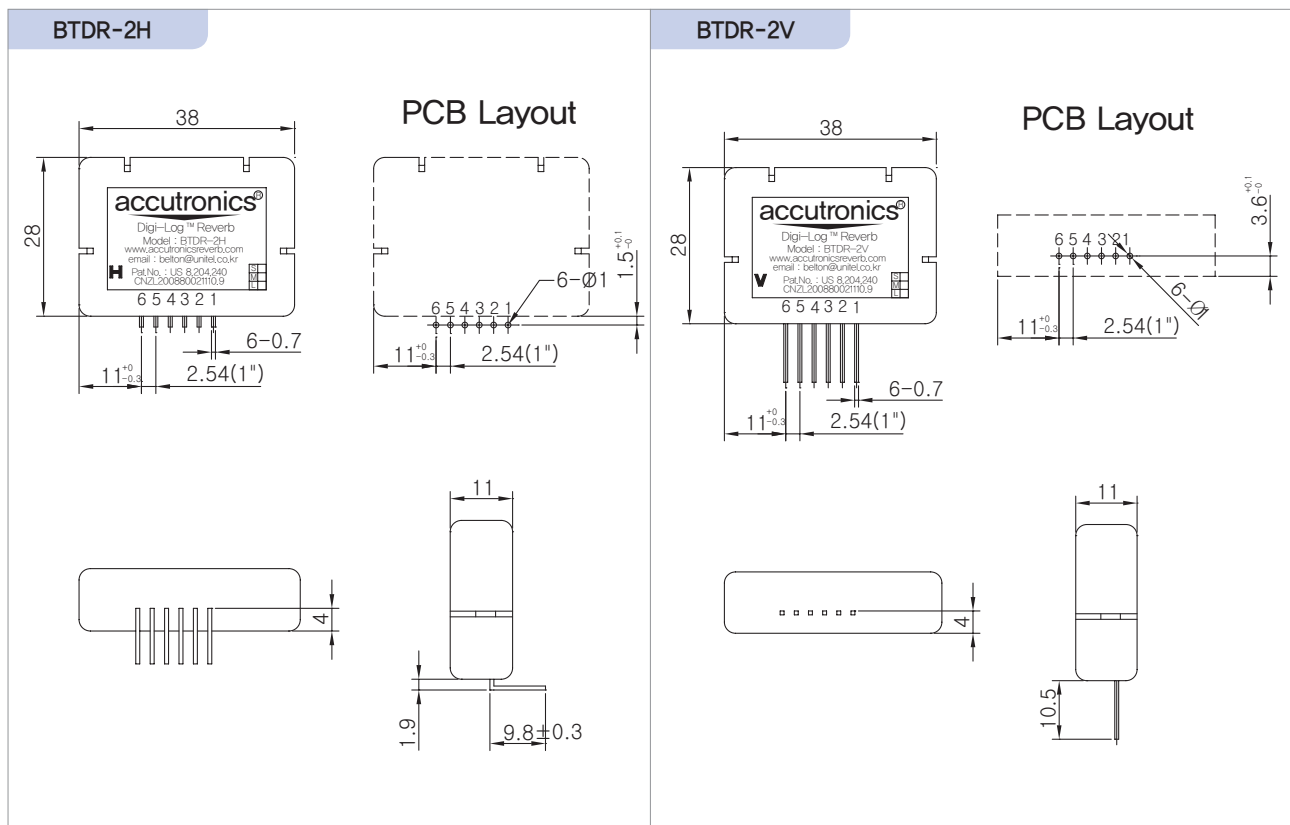 BTDR-2H
PCB Layout
38
28
accutronics®
Digi-Log™ Reverb
Model : BTDR-2H
www.accutronicsreverb.com
email : belton@unitel.co.kr
H
Pat.No. : US 8,204,240
CNZL200880021110.9
S
M
L
6 5 4 3 2 1
6-0.7
11 +0 -0.3
2.54(1")
6 5 4 3 2 1
1.5 +0.1 -0
6-Ø1
11 +0 -0.3
2.54(1")
4
11
1.9
9.8±0.3
BTDR-2V
PCB Layout
38
28
accutronics®
Digi-Log™ Reverb
Model : BTDR-2V
www.accutronicsreverb.com
email : belton@unitel.co.kr
V
Pat.No. : US 8,204,240
CNZL200880021110.9
S
M
L
6 5 4 3 2 1
6-0.7
11 +0 -0.3
2.54(1")
6 5 4 3 2 1
3.6 +0.1 -0
6-Ø1
11 +0 -0.3
2.54(1")
4
11
10.5